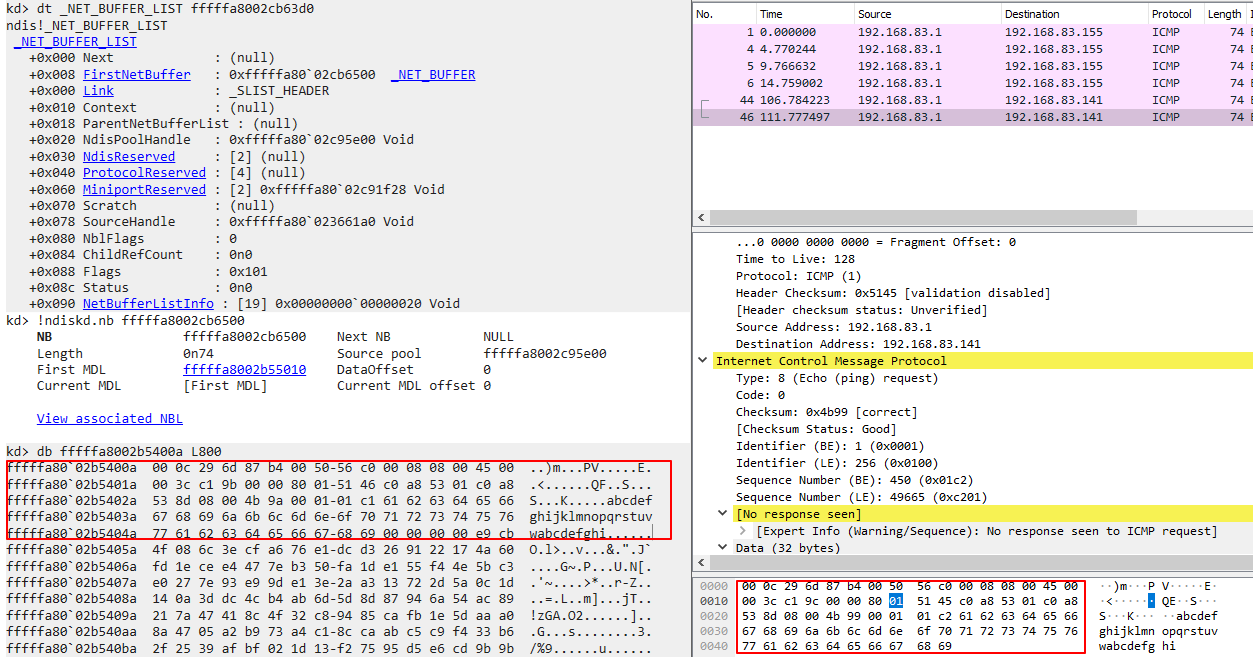 kd> dt _NET_BUFFER_LIST fffffa8002cb63d0
ndis!_NET_BUFFER_LIST
_NET_BUFFER_LIST
+0x000 Next : (null)
+0x008 FirstNetBuffer : 0xfffffa80`02cb6500 _NET_BUFFER
+0x000 Link : _SLIST_HEADER
+0x010 Context : (null)
+0x018 ParentNetBufferList : (null)
+0x020 NdisPoolHandle : 0xfffffa80`02c95e00 Void
+0x030 NdisReserved : [2] (null)
+0x040 ProtocolReserved : [4] (null)
+0x060 MiniportReserved : [2] 0xfffffa80`02c91f28 Void
+0x070 Scratch : (null)
+0x078 SourceHandle : 0xfffffa80`023661a0 Void
+0x080 NblFlags : 0
+0x084 ChildRefCount : 0n0
+0x088 Flags : 0x101
+0x08c Status : 0n0
+0x090 NetBufferListInfo : [19] 0x00000000`00000020 Void
kd> !ndiskd.nb fffffa8002cb6500
NB fffffa8002cb6500 Next NB NULL
Length 0n74 Source pool fffffa8002c95e00
First MDL fffffa8002b55010 DataOffset 0
Current MDL [First MDL] Current MDL offset 0
View associated NBL
kd> db fffffa8002b5400a L800
fffffa80`02b5400a 00 0c 29 6d 87 b4 00 50-56 c0 00 08 08 00 45 00 ..)m...PV.....E.
fffffa80`02b5401a 00 3c c1 9b 00 00 80 01-51 46 c0 a8 53 01 c0 a8 .<......QF..S...
fffffa80`02b5402a 53 8d 08 00 4b 9a 00 01-01 c1 61 62 63 64 65 66 S...K.....abcdef
fffffa80`02b5403a 67 68 69 6a 6b 6c 6d 6e-6f 70 71 72 73 74 75 76 ghijklmnopqrstuv
fffffa80`02b5404a 77 61 62 63 64 65 66 67-68 69 00 00 00 00 e9 cb wabcdefghi......
fffffa80`02b5405a 4f 08 6c 3e cf a6 76 e1-dc d3 26 91 22 17 4a 60 O.l>..v...&.".J`
fffffa80`02b5406a fd 1e ce e4 47 7e b3 50-fa 1d e1 55 f4 4e 5b c3 ....G~.P...U.N[.
fffffa80`02b5407a e0 27 7e 93 e9 9d e1 3e-2e a3 13 72 2d 5a 0c 1d .'~....>...r-Z..
fffffa80`02b5408a 14 0a 3d dc 4c c4 b4 ab 6d-5d 8d 87 94 6a 54 ac 89 ..=.L..m]...jT..
fffffa80`02b5409a 21 7a 47 41 8c 4f 32 c8-94 85 ca fb 1e 5d aa a0 !zGA.O2......]..
fffffa80`02b540aa 8a 47 05 a2 b9 73 a4 c1-8c ca ab c5 c9 f4 33 b6 .G...s........3.
fffffa80`02b540ba 2f 25 39 af bf 02 1d 13-f2 75 95 d5 e6 cd 9b 9b /%9......u......
No. Time Source Destination Protocol Length I
1 0.000000 192.168.83.1 192.168.83.155 ICMP 74 E
4 4.770244 192.168.83.1 192.168.83.155 ICMP 74 E
5 9.766632 192.168.83.1 192.168.83.155 ICMP 74 E
6 14.759002 192.168.83.1 192.168.83.155 ICMP 74 E
44 106.784223 192.168.83.1 192.168.83.141 ICMP 74 E
46 111.777497 192.168.83.1 192.168.83.141 ICMP 74 E
...0 0000 0000 0000 = Fragment Offset: 0
Time to Live: 128
Protocol: ICMP (1)
Header Checksum: 0x5145 [validation disabled]
[Header checksum status: Unverified]
Source Address: 192.168.83.1
Destination Address: 192.168.83.141
Internet Control Message Protocol
Type: 8 (Echo (ping) request)
Code: 0
Checksum: 0x4b99 [correct]
[Checksum Status: Good]
Identifier (BE): 1 (0x0001)
Identifier (LE): 256 (0x0100)
Sequence Number (BE): 450 (0x01c2)
Sequence Number (LE): 49665 (0xc201)
[No response seen]
[Expert Info (Warning/Sequence): No response seen to ICMP request]
Data (32 bytes)
0000 00 0c 29 6d 87 b4 00 50 56 c0 00 08 08 00 45 00 ··)m···P V·····E·
0010 00 3c c1 9c 00 00 80 01 51 45 c0 a8 53 01 c0 a8 ·<······ QE··S···
0020 53 8d 08 00 4b 99 00 01 01 c2 61 62 63 64 65 66 S···K··· ··abcdef
0030 67 68 69 6a 6b 6c 6d 6e 6f 70 71 72 73 74 75 76 ghijklmn opqrstuv
0040 77 61 62 63 64 65 66 67 68 69 wabcdefg hi